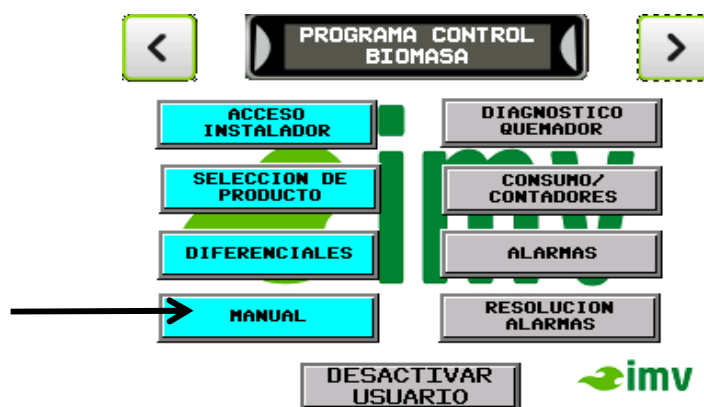 <
PROGRAMA CONTROL
BIOMASA
>
ACCESO
INSTALADOR
DIAGNOSTICO
QUEMADOR
SELECCION DE
PRODUCTO
CONSUMO/
CONTADORES
DIFERENCIALES
ALARMAS
MANUAL
RESOLUCION
ALARMAS
DESACTIVAR
USUARIO
imv
imv